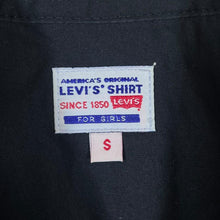 AMERICA'S ORIGINAL
LEVI'S® SHIRT
SINCE 1850 LEVI'S
FOR GIRLS
S